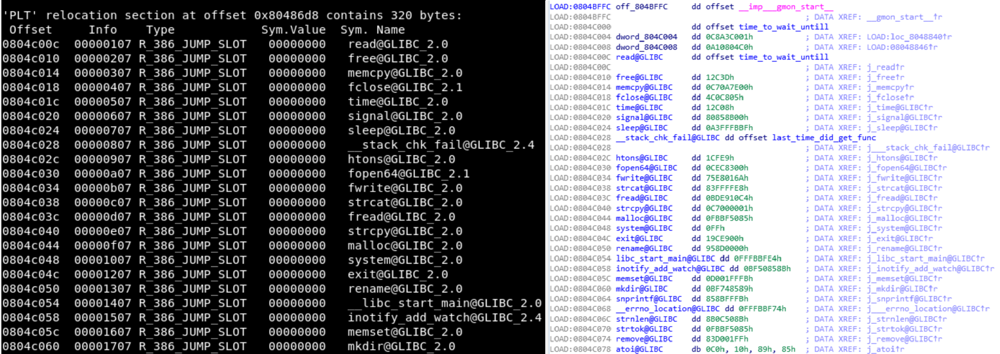 'PLT' relocation section at offset 0x80486d8 contains 320 bytes:
Offset Info Type Sym.Value Sym. Name
0804c00c 00000107 R_386_JUMP_SLOT 00000000 read@GLIBC_2.0
0804c010 00000207 R_386_JUMP_SLOT 00000000 free@GLIBC_2.0
0804c014 00000307 R_386_JUMP_SLOT 00000000 memcpy@GLIBC_2.0
0804c018 00000407 R_386_JUMP_SLOT 00000000 fclose@GLIBC_2.1
0804c01c 00000507 R_386_JUMP_SLOT 00000000 time@GLIBC_2.0
0804c020 00000607 R_386_JUMP_SLOT 00000000 signal@GLIBC_2.0
0804c024 00000707 R_386_JUMP_SLOT 00000000 sleep@GLIBC_2.0
0804c028 00000807 R_386_JUMP_SLOT 00000000 __stack_chk_fail@GLIBC_2.4
0804c02c 00000907 R_386_JUMP_SLOT 00000000 htons@GLIBC_2.0
0804c030 00000a07 R_386_JUMP_SLOT 00000000 fopen64@GLIBC_2.1
0804c034 00000b07 R_386_JUMP_SLOT 00000000 fwrite@GLIBC_2.0
0804c038 00000c07 R_386_JUMP_SLOT 00000000 strcat@GLIBC_2.0
0804c03c 00000d07 R_386_JUMP_SLOT 00000000 fread@GLIBC_2.0
0804c040 00000e07 R_386_JUMP_SLOT 00000000 strcpy@GLIBC_2.0
0804c044 00000f07 R_386_JUMP_SLOT 00000000 malloc@GLIBC_2.0
0804c048 00001007 R_386_JUMP_SLOT 00000000 system@GLIBC_2.0
0804c04c 00001207 R_386_JUMP_SLOT 00000000 exit@GLIBC_2.0
0804c050 00001307 R_386_JUMP_SLOT 00000000 rename@GLIBC_2.0
0804c054 00001407 R_386_JUMP_SLOT 00000000 __libc_start_main@GLIBC_2.0
0804c058 00001507 R_386_JUMP_SLOT 00000000 inotify_add_watch@GLIBC_2.4
0804c05c 00001607 R_386_JUMP_SLOT 00000000 memset@GLIBC_2.0
0804c060 00001707 R_386_JUMP_SLOT 00000000 mkdir@GLIBC_2.0
LOAD:0804BFFC off_804BFFC dd offset __imp___gmon_start__
LOAD:0804BFFC ; DATA XREF: __gmon_start__↑r
LOAD:0804C000 dd offset time_to_wait_untill
LOAD:0804C004 dword_804C004 dd 0C8A3C001h ; DATA XREF: LOAD:loc_8048840↑r
LOAD:0804C008 dword_804C008 dd 0A10804C0h ; DATA XREF: LOAD:08048846↑r
LOAD:0804C00C read@GLIBC dd offset time_to_wait_untill
LOAD:0804C00C ; DATA XREF: j_read↑r
LOAD:0804C010 free@GLIBC dd 12C3Dh ; DATA XREF: j_free↑r
LOAD:0804C014 memcpy@GLIBC dd 0C70A7E00h ; DATA XREF: j_memcpy↑r
LOAD:0804C018 fclose@GLIBC dd 4C0C805h ; DATA XREF: j_fclose↑r
LOAD:0804C01C time@GLIBC dd 12C08h ; DATA XREF: j_time@GLIBC↑r
LOAD:0804C020 signal@GLIBC dd 80858B00h ; DATA XREF: j_signal@GLIBC↑r
LOAD:0804C024 sleep@GLIBC dd 0A3FFFBBFh ; DATA XREF: j_sleep@GLIBC↑r
LOAD:0804C028 __stack_chk_fail@GLIBC dd offset last_time_did_get_func
LOAD:0804C028 ; DATA XREF: j___stack_chk_fail@GLIBC↑r
LOAD:0804C02C htons@GLIBC dd 1CFE9h ; DATA XREF: j_htons@GLIBC↑r
LOAD:0804C030 fopen64@GLIBC dd 0CEC8300h ; DATA XREF: j_fopen64@GLIBC↑r
LOAD:0804C034 fwrite@GLIBC dd 75E8016Ah ; DATA XREF: j_fwrite@GLIBC↑r
LOAD:0804C038 strcat@GLIBC dd 83FFFFE8h ; DATA XREF: j_strcat@GLIBC↑r
LOAD:0804C03C fread@GLIBC dd 0BDE910C4h ; DATA XREF: j_fread@GLIBC↑r
LOAD:0804C040 strcpy@GLIBC dd 0C7000001h ; DATA XREF: j_strcpy@GLIBC↑r
LOAD:0804C044 malloc@GLIBC dd 0FBBF5085h ; DATA XREF: j_malloc@GLIBC↑r
LOAD:0804C048 system@GLIBC dd 0FFh ; DATA XREF: j_system@GLIBC↑r
LOAD:0804C04C exit@GLIBC dd 19CE900h ; DATA XREF: j_exit@GLIBC↑r
LOAD:0804C050 rename@GLIBC dd 958D0000h ; DATA XREF: j_rename@GLIBC↑r
LOAD:0804C054 libc_start_main@GLIBC dd 0FFFBBFE4h ; DATA XREF: j_libc_start_main@GLIBC↑r
LOAD:0804C058 inotify_add_watch@GLIBC dd 0BF50858Bh ; DATA XREF: j_inotify_add_watch@GLIBC↑r
LOAD:0804C05C memset@GLIBC dd 0D001FFFBh ; DATA XREF: j_memset@GLIBC↑r
LOAD:0804C060 mkdir@GLIBC dd 0BF748589h ; DATA XREF: j_mkdir@GLIBC↑r
LOAD:0804C064 snprintf@GLIBC dd 858BFFFBh ; DATA XREF: j_snprintf@GLIBC↑r
LOAD:0804C068 __errno_location@GLIBC dd 0FFFBBF74h ; DATA XREF: j___errno_location@GLIBC↑r
LOAD:0804C06C strnlen@GLIBC dd 8B0C508Bh ; DATA XREF: j_strnlen@GLIBC↑r
LOAD:0804C070 strtok@GLIBC dd 0FBBF5085h ; DATA XREF: j_strtok@GLIBC↑r
LOAD:0804C074 remove@GLIBC dd 83D001FFh ; DATA XREF: j_remove@GLIBC↑r
LOAD:0804C078 atoi@GLIBC db 0C0h, 10h, 89h, 85h ; DATA XREF: j_atoi↑r